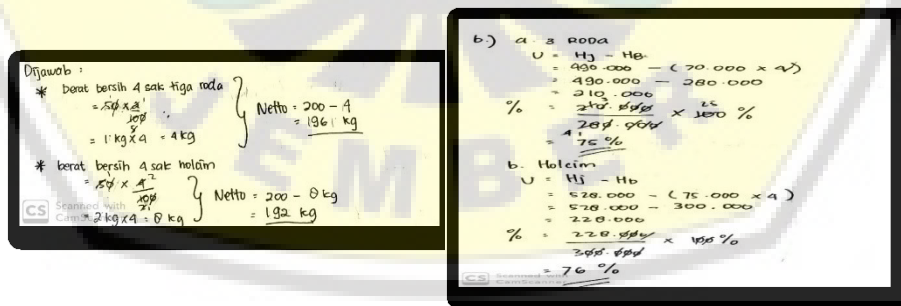 Dijawab :
* berat bersih 4 sak tiga roda
= 50 x 2/100
= 1 kg x 4 = 4 kg
Netto = 200 - 4
= 196 kg
* berat bersih 4 sak holcim
= 50 x 4/100
= 2 kg x 4 = 8 kg
Netto = 200 - 8 kg
= 192 kg
CS Scanned with
CamScanner
b.) a. 3 RODA
U = Hj - HB
= 490.000 - (70.000 x 4)
= 490.000 - 280.000
= 210.000
% = 210.000/280.000 x 100 %
= 75 %
b. Holcim
U = Hj - Hb
= 528.000 - (75.000 x 4)
= 528.000 - 300.000
= 228.000
% = 228.000/300.000 x 100 %
= 76 %
CS Scanned with
CamScanner
EMBE